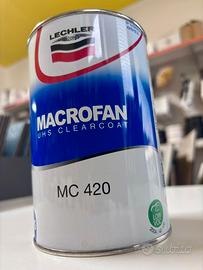 LECHLER
MACROFAN
UHS CLEARCOAT
MC 420